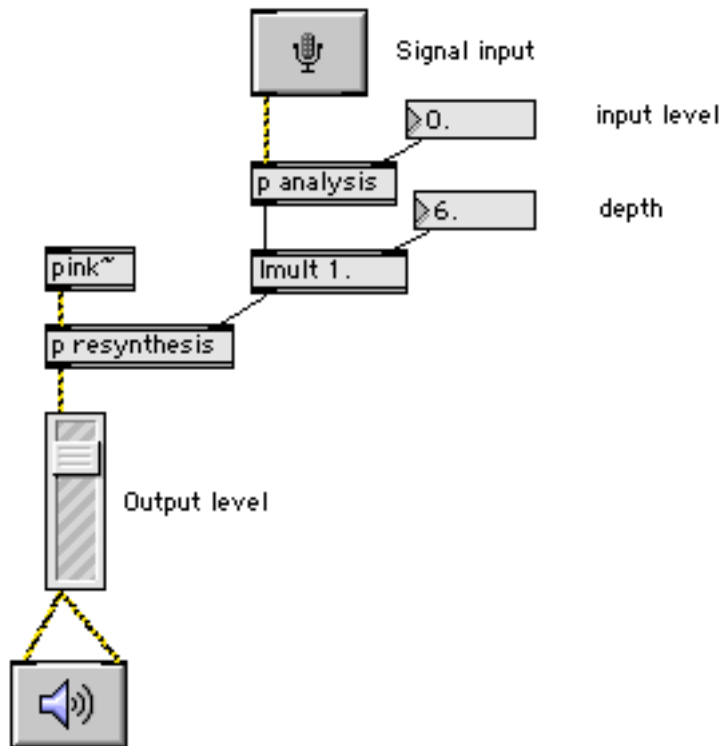 Signal input
0.
input level
p analysis
6.
depth
pink~
lmult 1.
p resynthesis
Output level